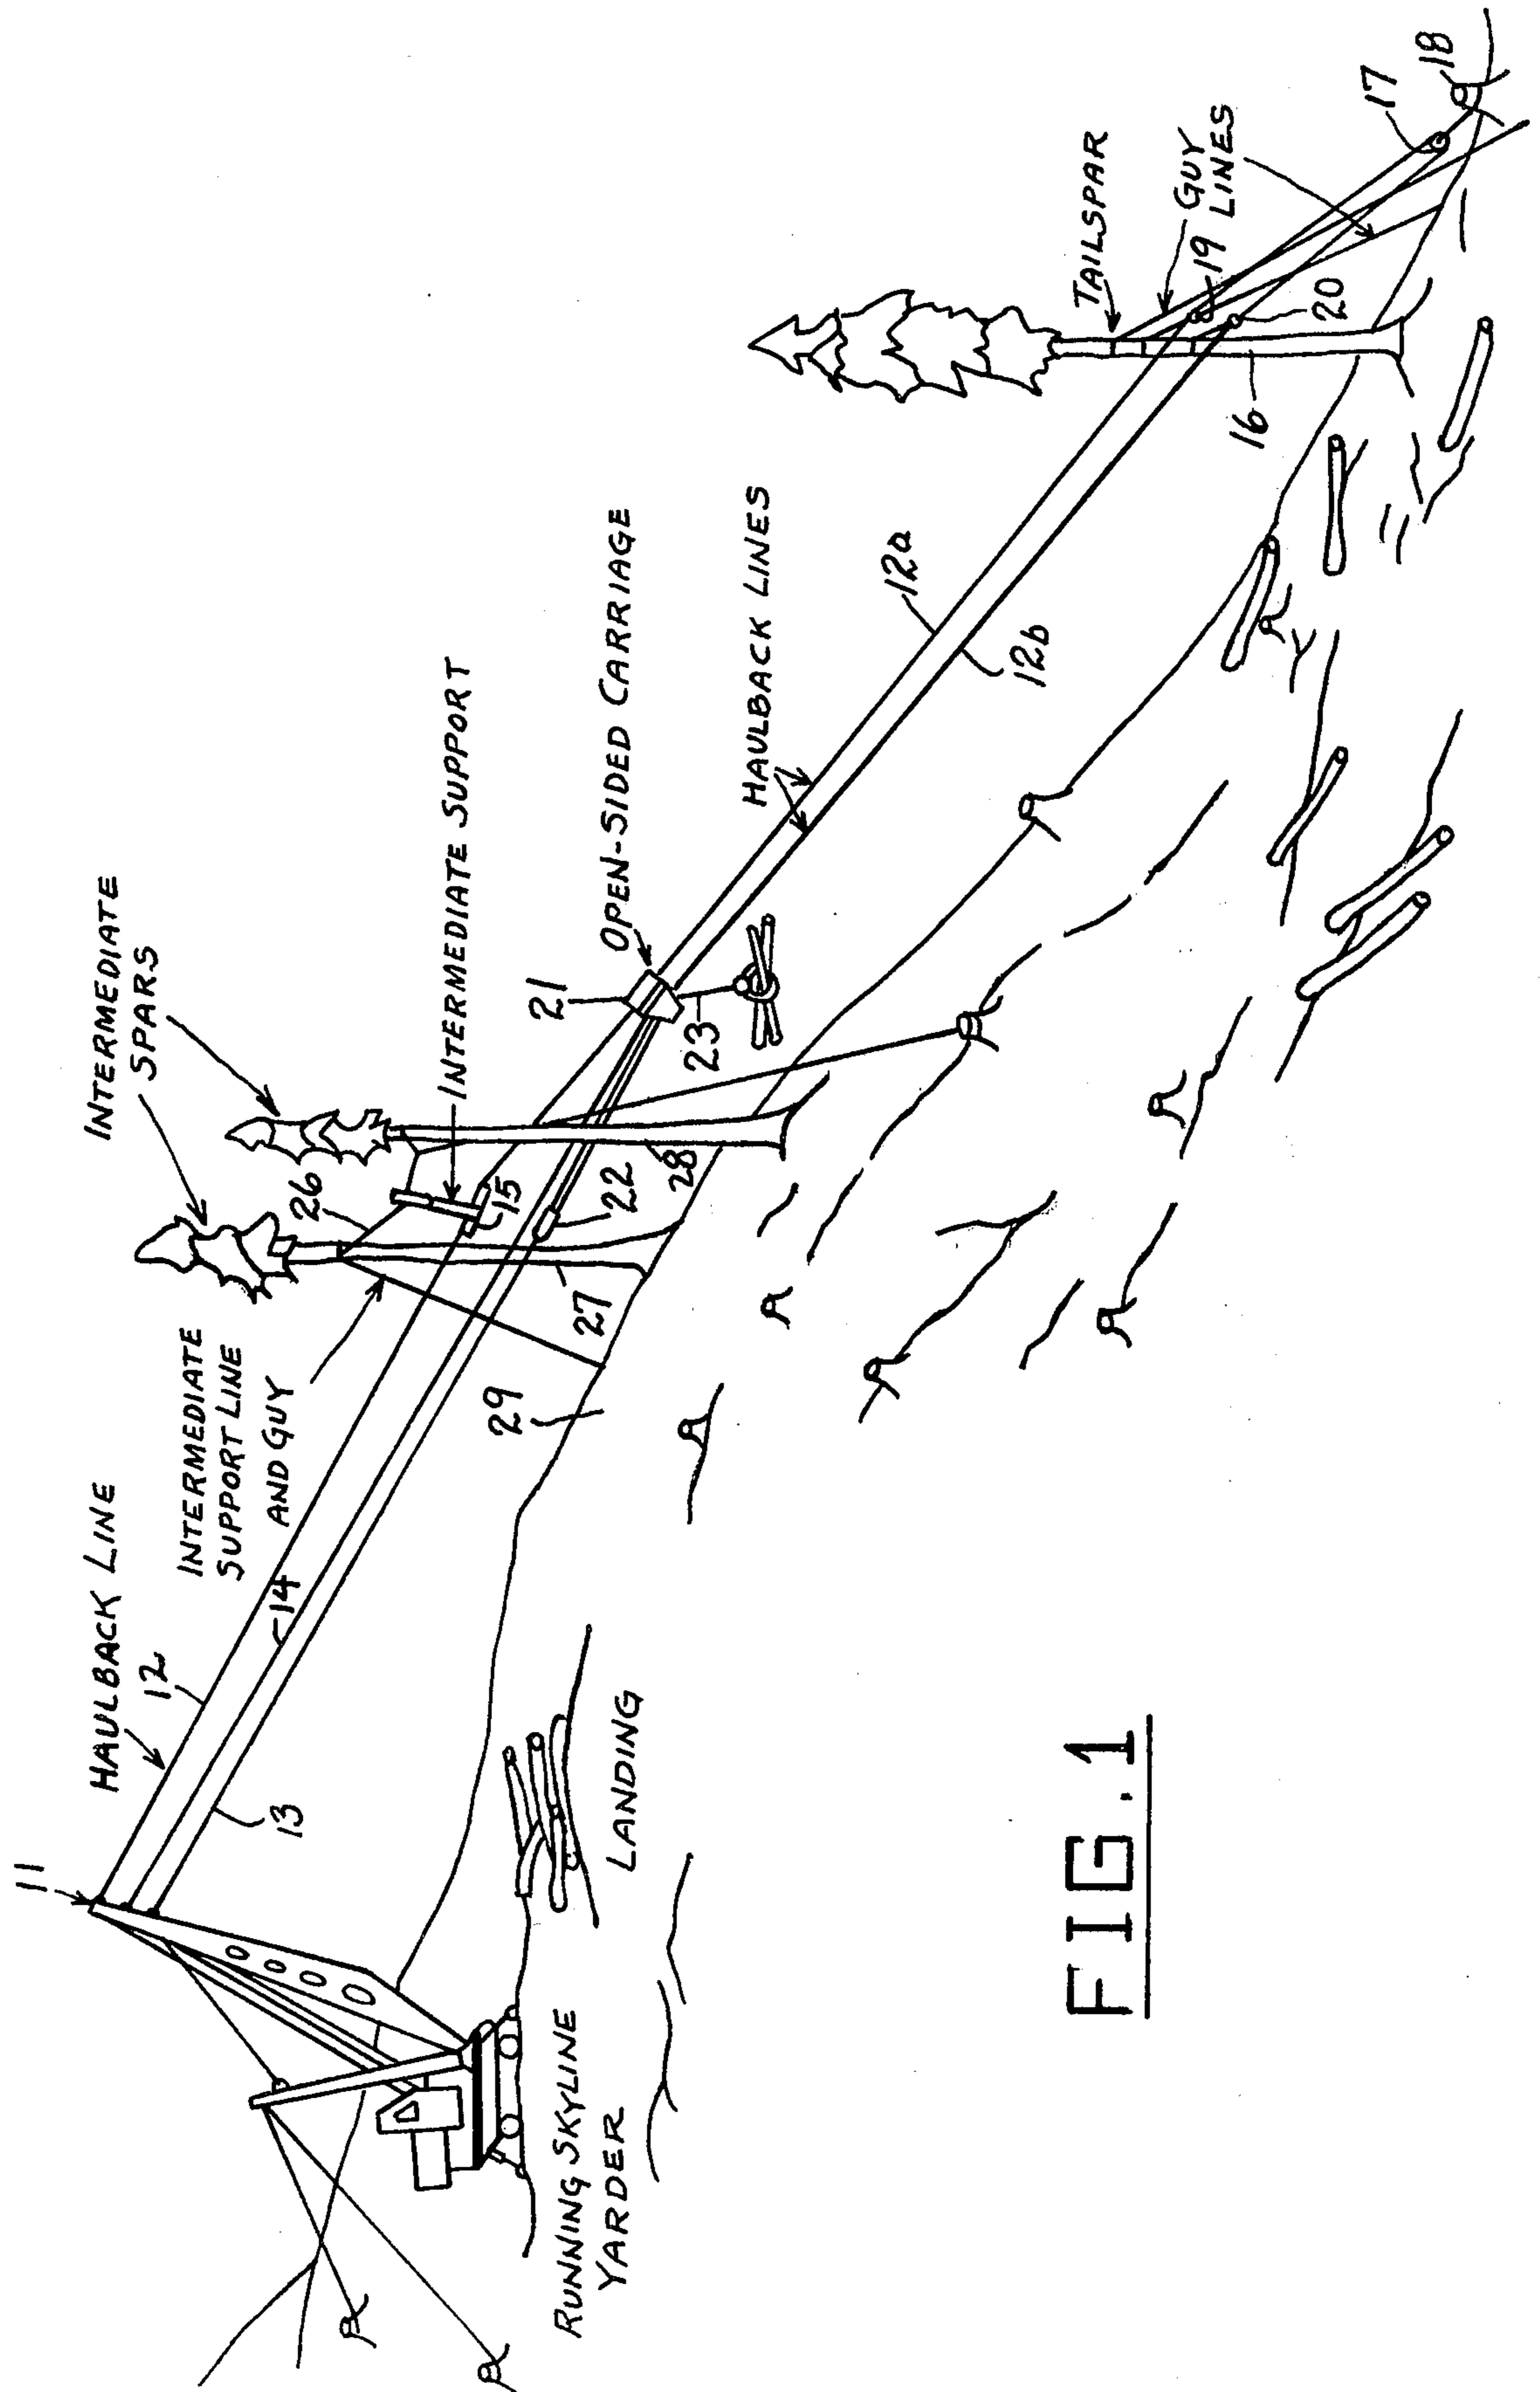 11
HAULBACK LINE
12
14
13
INTERMEDIATE
SUPPORT LINE
AND GUY
INTERMEDIATE
SPARS
26
INTERMEDIATE SUPPORT
15
22
27
28
29
21
OPEN-SIDED CARRIAGE
23
HAULBACK LINES
12a
12b
TAILSPAR
GUY
LINES
19
20
16
17
18
LANDING
RUNNING SKYLINE
YARDER
FIG.1